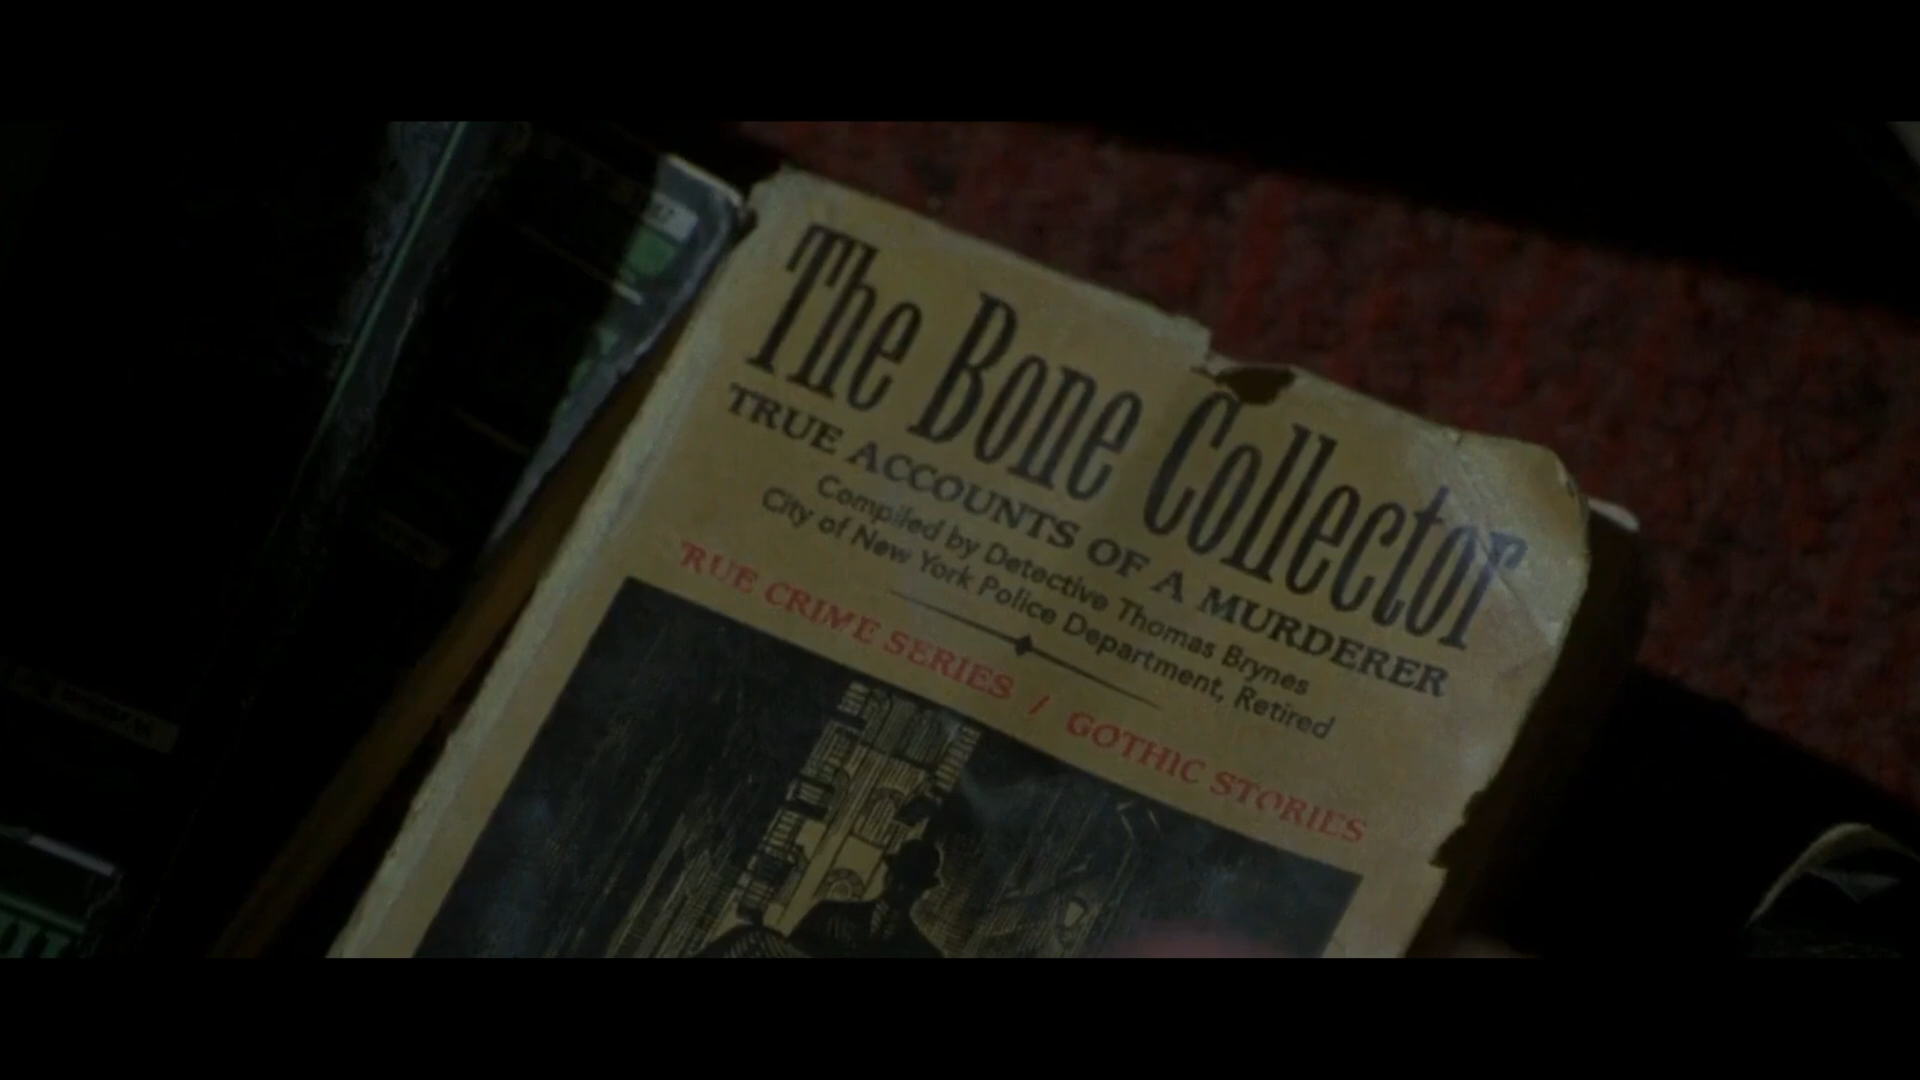 The Bone Collector
TRUE ACCOUNTS OF A MURDERER
Compiled by Detective Thomas Brynes
City of New York Police Department, Retired
RUE CRIME SERIES / GOTHIC STORIES